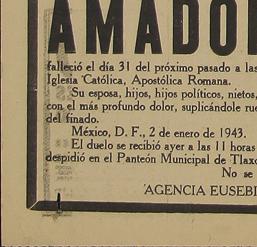 AMADO
falleció el día 31 del próximo pasado a las
Iglesia Católica, Apostólica Romana.
Su esposa, hijos, hijos políticos, nietos,
con el más profundo dolor, suplicándole rue
del finado.
México, D. F., 2 de enero de 1943.
El duelo se recibió ayer a las 11 horas
despidió en el Panteón Municipal de Tlaxc
No se
AGENCIA EUSEBI